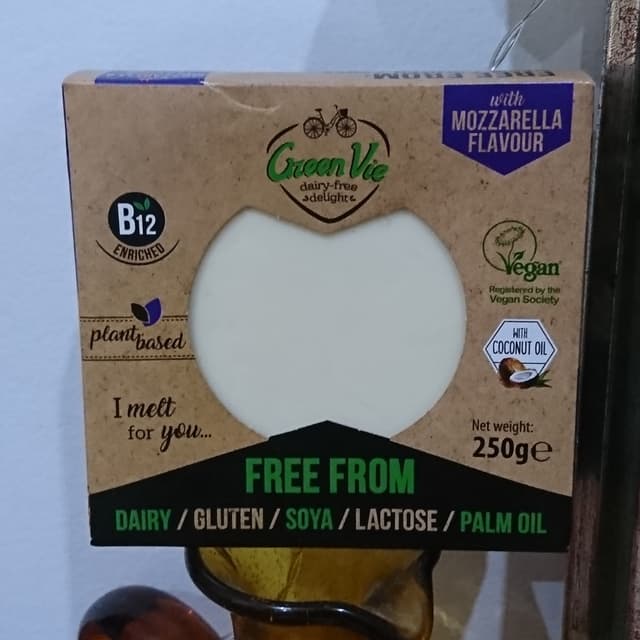 FREE FROM
with
MOZZARELLA
FLAVOUR
Green Vie
dairy-free
delight
B12
ENRICHED
Vegan
Registered by the
Vegan Society
plant based
WITH
COCONUT OIL
I melt
for you...
Net weight:
250g℮
FREE FROM
DAIRY / GLUTEN / SOYA / LACTOSE / PALM OIL